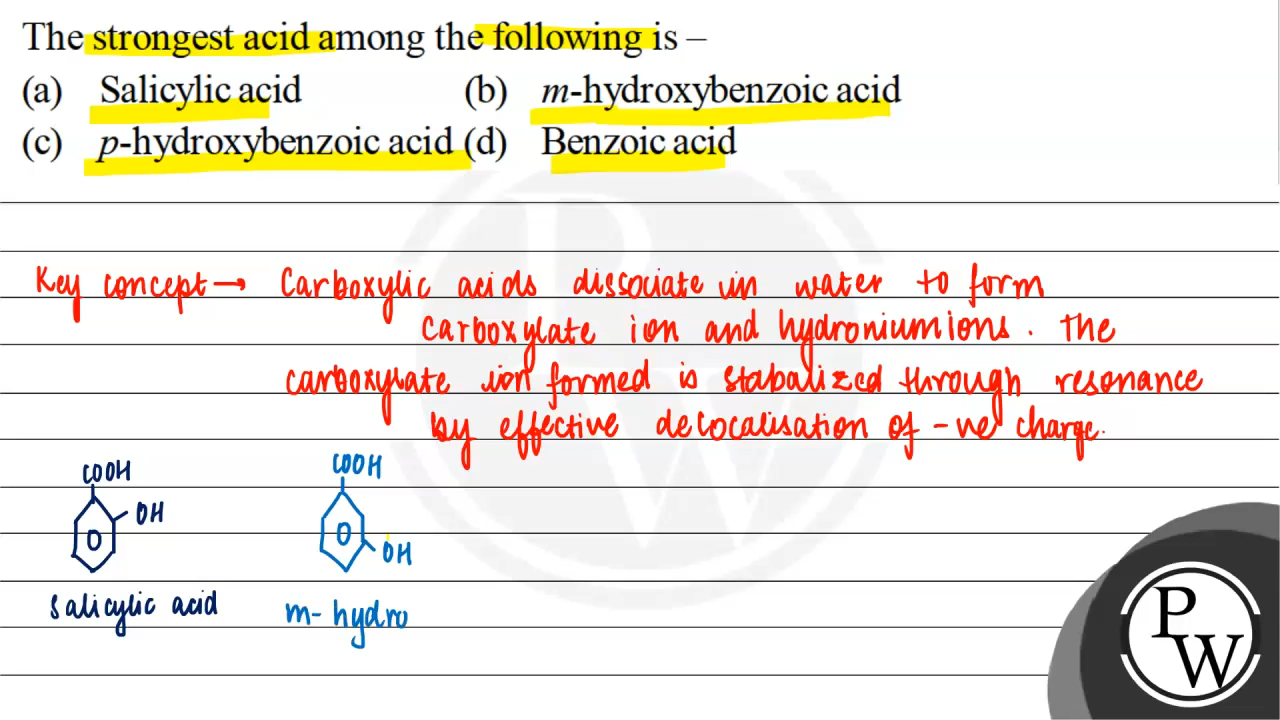 The strongest acid among the following is –
(a) Salicylic acid (b) m-hydroxybenzoic acid
(c) p-hydroxybenzoic acid (d) Benzoic acid
Key concept → Carboxylic acids dissociate in water to form
carboxylate ion and hydronium ions. The
carboxylate ion formed is stabalized through resonance
by effective delocalisation of -ve charge.
COOH
OH
Salicylic acid
COOH
OH
m- hydro
P
W